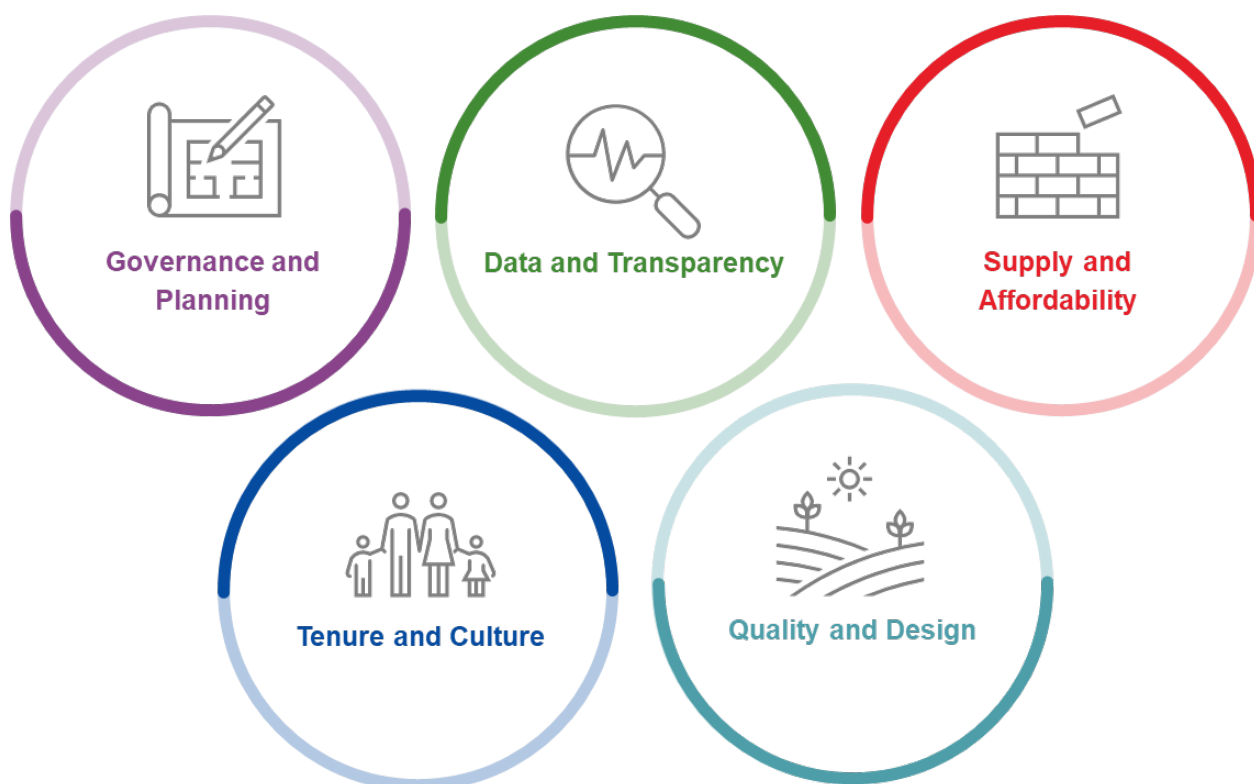 Governance and
Planning
Data and Transparency
Supply and
Affordability
Tenure and Culture
Quality and Design